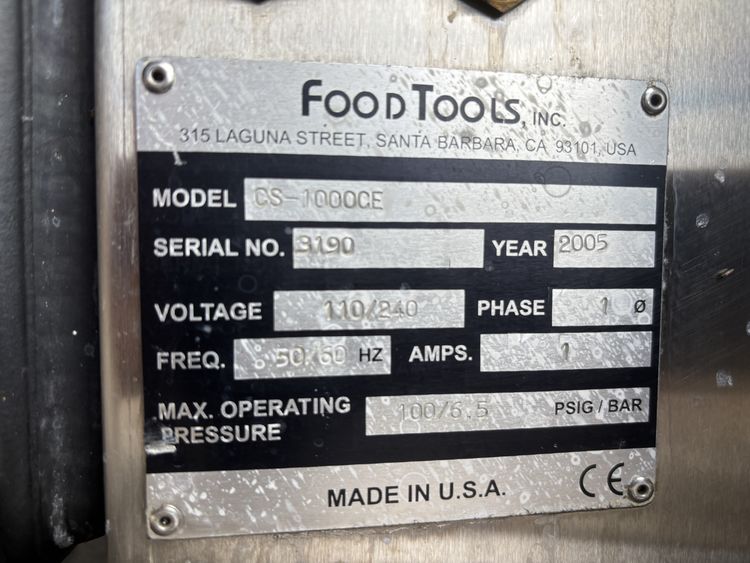 FOODTOOLS, INC.
315 LAGUNA STREET, SANTA BARBARA, CA 93101, USA
MODEL CS-1000CE
SERIAL NO. 3190 YEAR 2005
VOLTAGE 110/240 PHASE 1 Ø
FREQ. 50/60 HZ AMPS. 1
MAX. OPERATING PRESSURE 100/6.5 PSIG / BAR
MADE IN U.S.A. CE